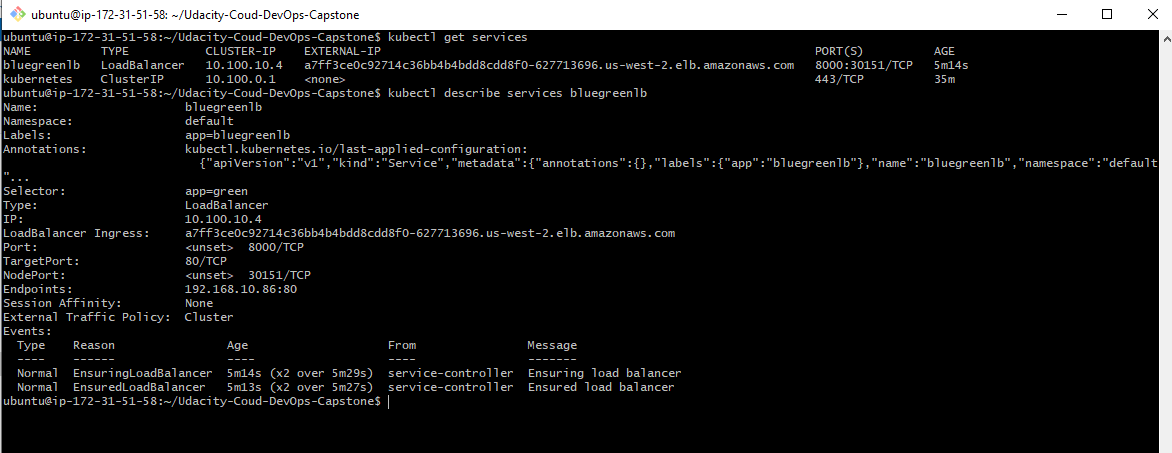 ubuntu@ip-172-31-51-58: ~/Udacity-Coud-DevOps-Capstone
ubuntu@ip-172-31-51-58:~/Udacity-Coud-DevOps-Capstone$ kubectl get services
NAME TYPE CLUSTER-IP EXTERNAL-IP PORT(S) AGE
bluegreenlb LoadBalancer 10.100.10.4 a7ff3ce0c92714c36bb4b4bdd8cdd8f0-627713696.us-west-2.elb.amazonaws.com 8000:30151/TCP 5m14s
kubernetes ClusterIP 10.100.0.1 <none> 443/TCP 35m
ubuntu@ip-172-31-51-58:~/Udacity-Coud-DevOps-Capstone$ kubectl describe services bluegreenlb
Name: bluegreenlb
Namespace: default
Labels: app=bluegreenlb
Annotations: kubectl.kubernetes.io/last-applied-configuration:
{"apiVersion":"v1","kind":"Service","metadata":{"annotations":{},"labels":{"app":"bluegreenlb"},"name":"bluegreenlb","namespace":"default
"...
Selector: app=green
Type: LoadBalancer
IP: 10.100.10.4
LoadBalancer Ingress: a7ff3ce0c92714c36bb4b4bdd8cdd8f0-627713696.us-west-2.elb.amazonaws.com
Port: <unset> 8000/TCP
TargetPort: 80/TCP
NodePort: <unset> 30151/TCP
Endpoints: 192.168.10.86:80
Session Affinity: None
External Traffic Policy: Cluster
Events:
Type Reason Age From Message
---- ------ ---- ---- -------
Normal EnsuringLoadBalancer 5m14s (x2 over 5m29s) service-controller Ensuring load balancer
Normal EnsuredLoadBalancer 5m13s (x2 over 5m27s) service-controller Ensured load balancer
ubuntu@ip-172-31-51-58:~/Udacity-Coud-DevOps-Capstone$